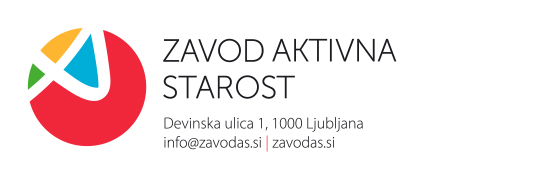 ZAVOD AKTIVNA
STAROST
Devinska ulica 1, 1000 Ljubljana
info@zavodas.si | zavodas.si